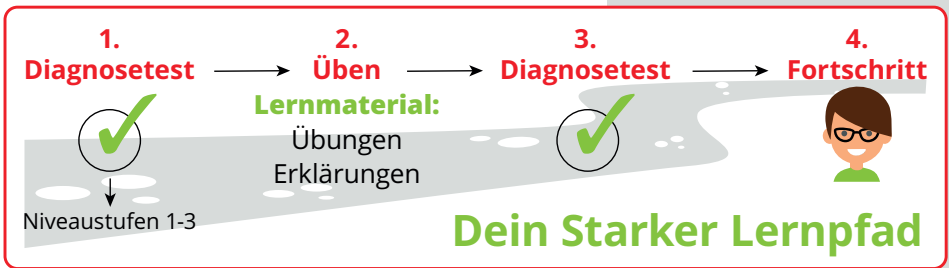 1.
Diagnosetest
2.
Üben
Lernmaterial:
Übungen
Erklärungen
3.
Diagnosetest
4.
Fortschritt
Niveaustufen 1-3
Dein Starker Lernpfad